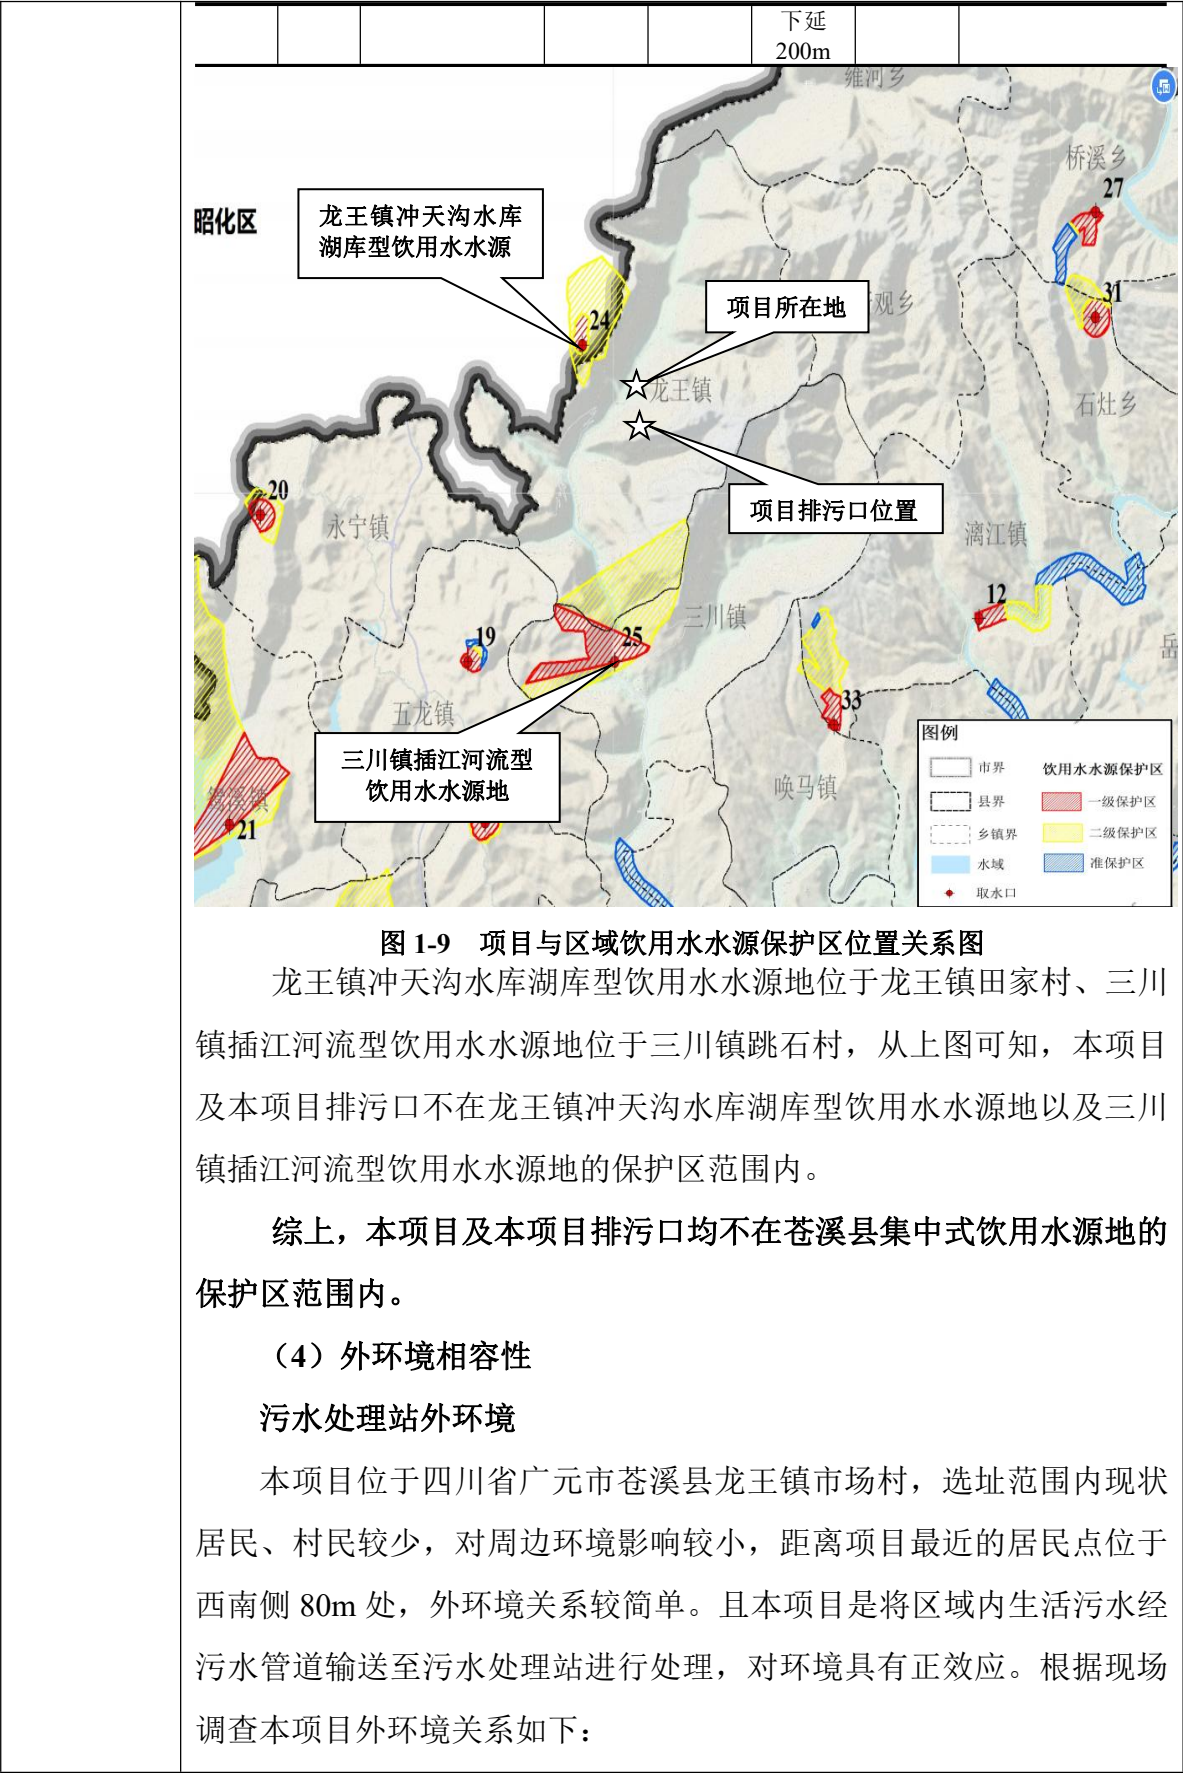 下延
200m
雍河乡
桥溪乡
27
昭化区
龙王镇冲天沟水库
湖库型饮用水水源
31
项目所在地
观乡
24
龙王镇
石灶乡
20
项目排污口位置
永宁镇
漓江镇
12
三川镇
19
25
岳
33
五龙镇
图例
三川镇插江河流型
饮用水水源地
市界
饮用水水源保护区
唤马镇
县界
一级保护区
乡镇界
二级保护区
21
水域
准保护区
取水口
图 1-9 项目与区域饮用水水源保护区位置关系图
龙王镇冲天沟水库湖库型饮用水水源地位于龙王镇田家村、三川
镇插江河流型饮用水水源地位于三川镇跳石村，从上图可知，本项目
及本项目排污口不在龙王镇冲天沟水库湖库型饮用水水源地以及三川
镇插江河流型饮用水水源地的保护区范围内。
综上，本项目及本项目排污口均不在苍溪县集中式饮用水源地的
保护区范围内。
（4）外环境相容性
污水处理站外环境
本项目位于四川省广元市苍溪县龙王镇市场村，选址范围内现状
居民、村民较少，对周边环境影响较小，距离项目最近的居民点位于
西南侧 80m 处，外环境关系较简单。且本项目是将区域内生活污水经
污水管道输送至污水处理站进行处理，对环境具有正效应。根据现场
调查本项目外环境关系如下：